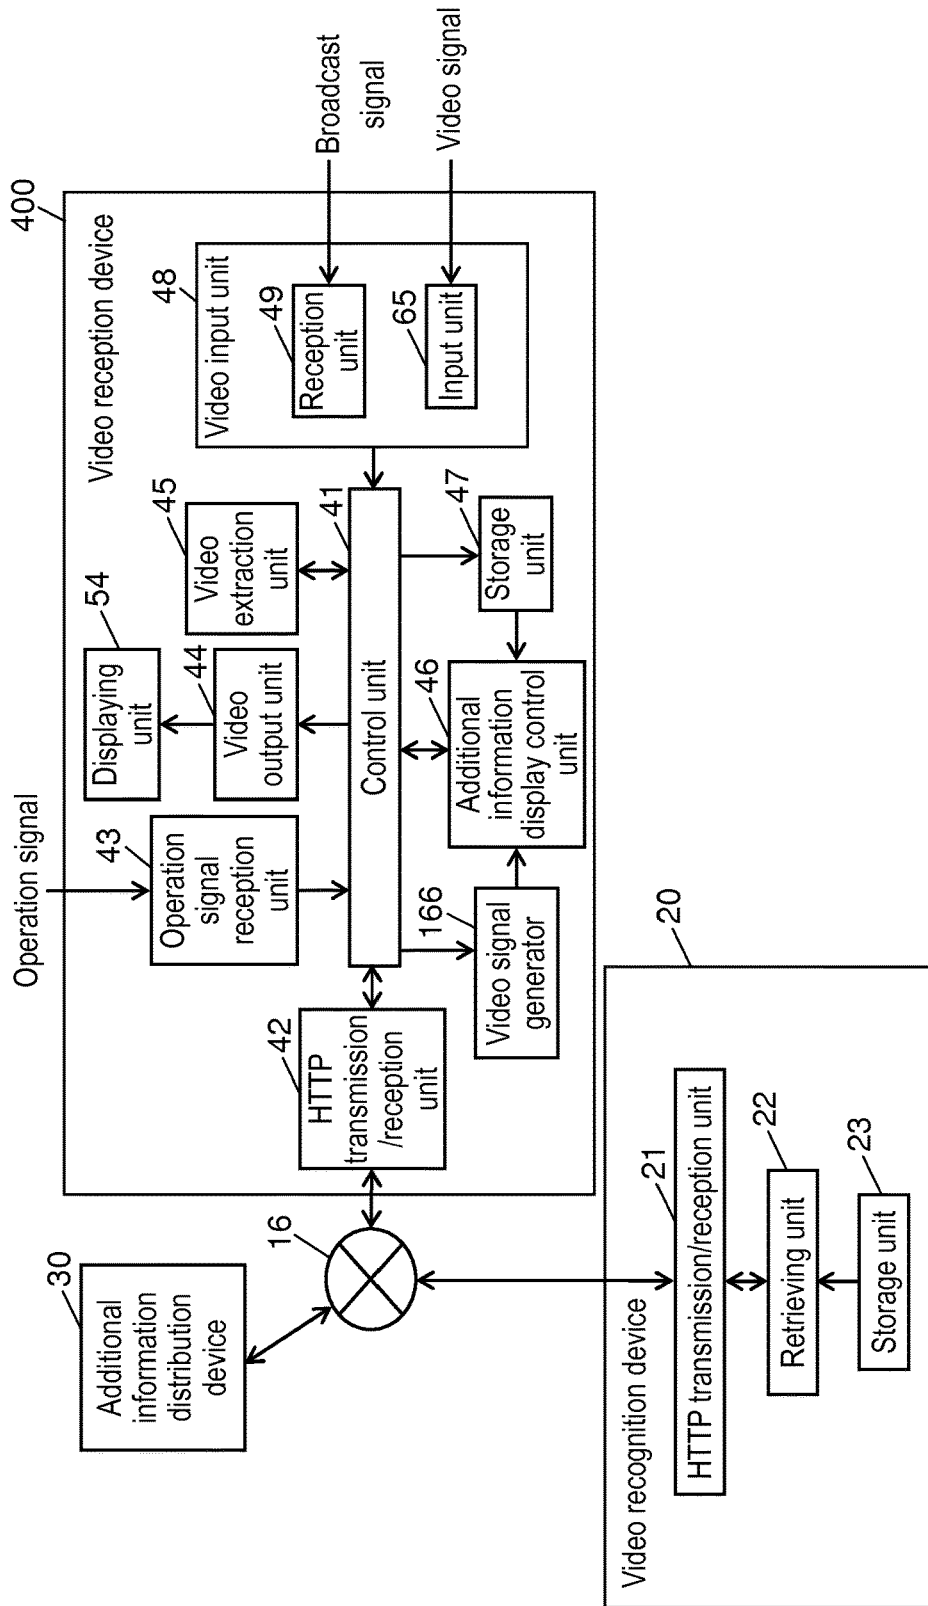 400
Video reception device
48
Video input unit
49
Reception
unit
65
Input unit
Broadcast
signal
Video signal
45
Video
extraction
unit
54
Displaying
unit
44
Video
output unit
Operation signal
43
Operation
signal
reception
unit
41
Control unit
47
Storage
unit
46
Additional
information
display control
unit
166
Video signal
generator
42
HTTP
transmission
/reception
unit
16
30
Additional
information
distribution
device
20
Video recognition device
21
HTTP transmission/reception unit
22
Retrieving unit
23
Storage unit